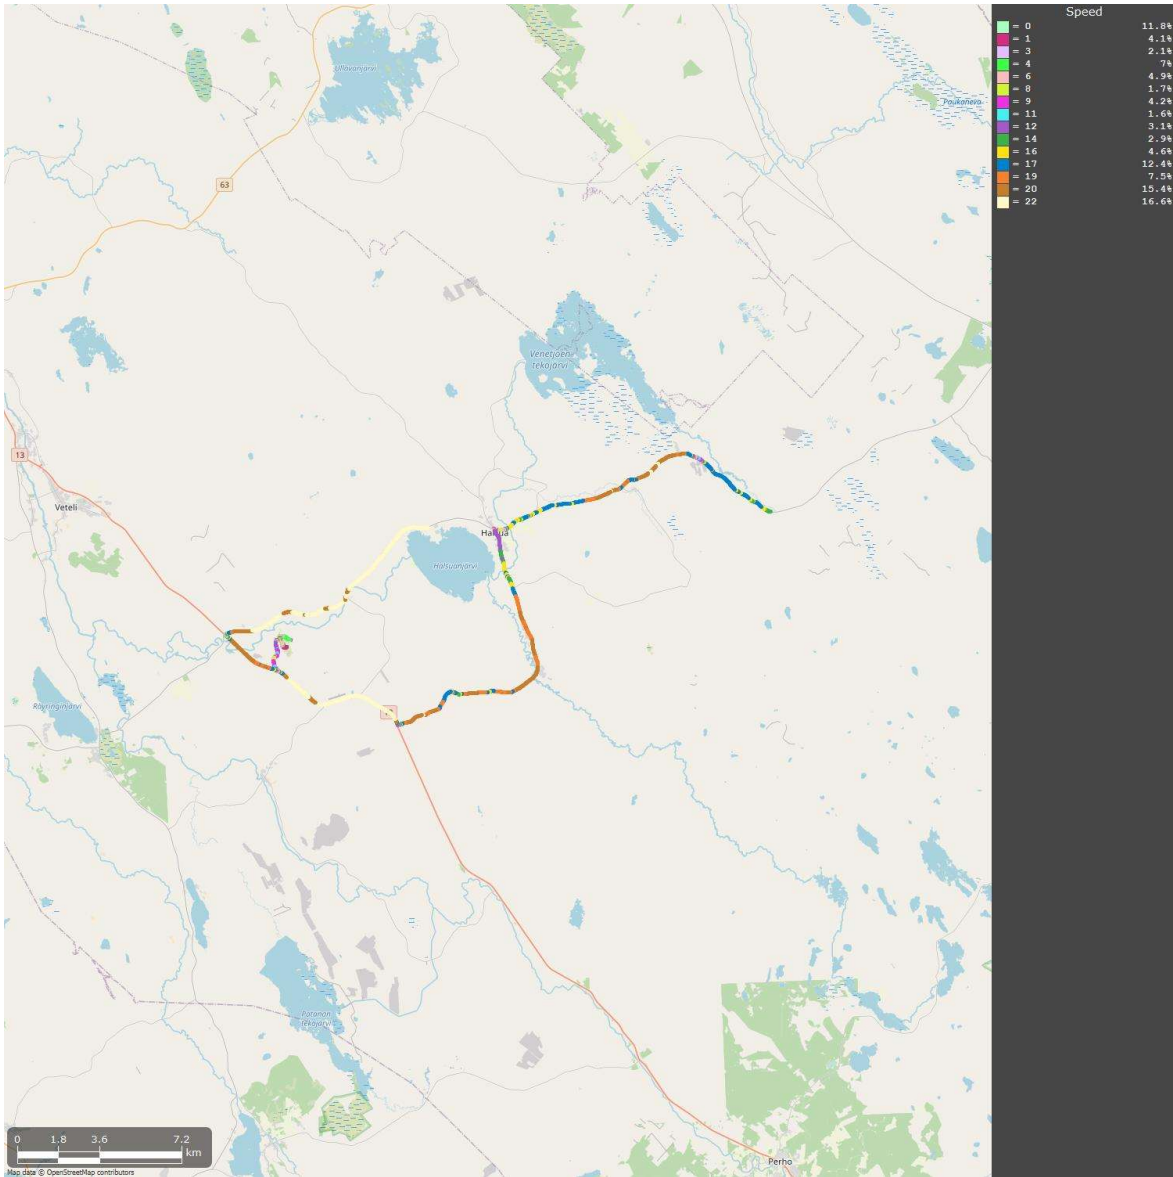 Speed
= 0 11.8%
= 1 4.1%
= 3 2.1%
= 4 7%
= 6 4.9%
= 8 1.7%
= 9 4.2%
= 11 1.6%
= 12 3.1%
= 14 2.9%
= 16 4.6%
= 17 12.4%
= 19 7.5%
= 20 15.4%
= 22 16.6%
Ullavanjärvi
Paukaneva
63
Venetjoen
tekojärvi
13
Veteli
Halsuanjärvi
Räyringinjärvi
Patanan
tekojärvi
Perho
0 1.8 3.6 7.2
km
Map data © OpenStreetMap contributors